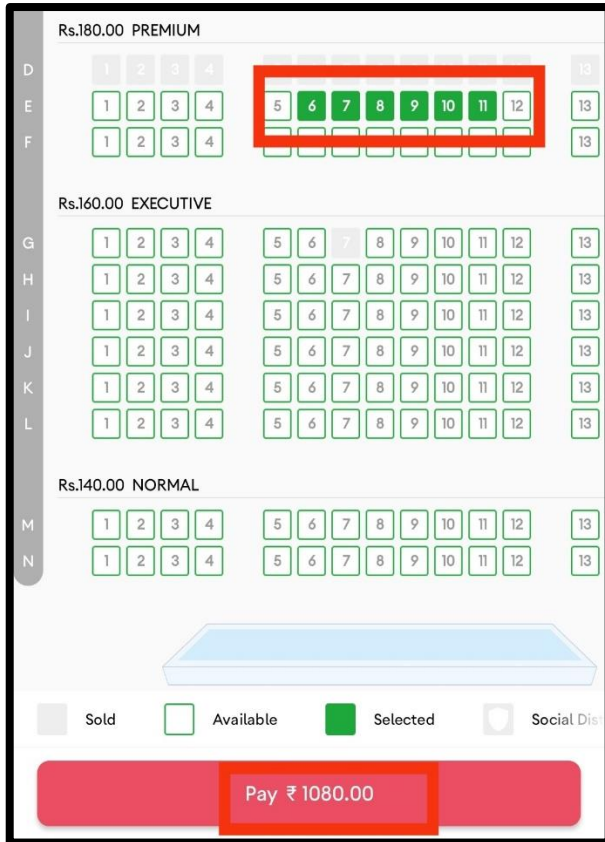 Rs.180.00 PREMIUM
D 1 2 3 4 13
E 1 2 3 4 5 6 7 8 9 10 11 12 13
F 1 2 3 4 13
Rs.160.00 EXECUTIVE
G 1 2 3 4 5 6 7 8 9 10 11 12 13
H 1 2 3 4 5 6 7 8 9 10 11 12 13
I 1 2 3 4 5 6 7 8 9 10 11 12 13
J 1 2 3 4 5 6 7 8 9 10 11 12 13
K 1 2 3 4 5 6 7 8 9 10 11 12 13
L 1 2 3 4 5 6 7 8 9 10 11 12 13
Rs.140.00 NORMAL
M 1 2 3 4 5 6 7 8 9 10 11 12 13
N 1 2 3 4 5 6 7 8 9 10 11 12 13
Sold Available Selected Social
Pay ₹ 1080.00